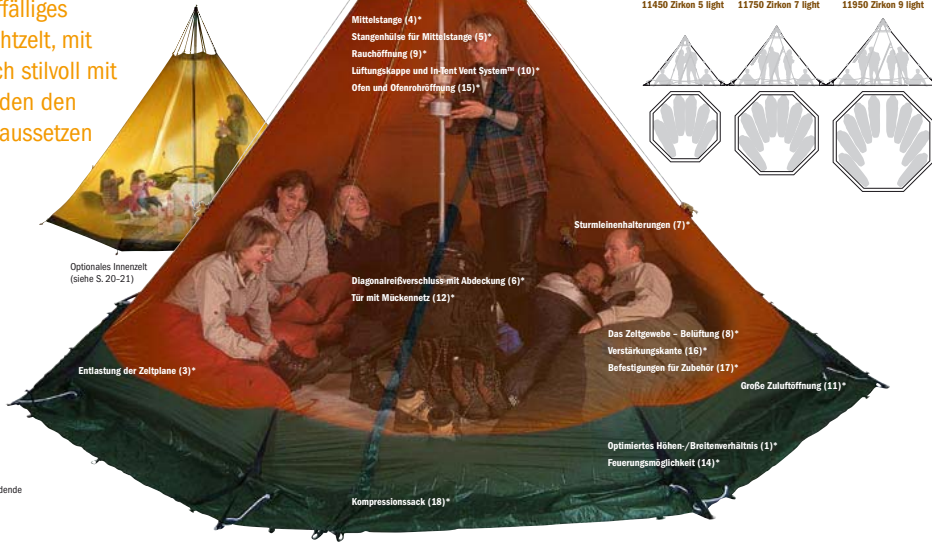 ffälliges
htzelt, mit
ch stilvoll mit
den den
aussetzen
Optionales Innenzelt
(siehe S. 20–21)
Mittelstange (4)*
Stangenhülse für Mittelstange (5)*
Rauchöffnung (9)*
Lüftungskappe und In-Tent Vent System™ (10)*
Ofen und Ofenrohröffnung (15)*
11450 Zirkon 5 light
11750 Zirkon 7 light
11950 Zirkon 9 light
Sturmleinenhalterungen (7)*
Diagonalreißverschluss mit Abdeckung (6)*
Tür mit Mückennetz (12)*
Das Zeltgewebe – Belüftung (8)*
Verstärkungskante (16)*
Befestigungen für Zubehör (17)*
Entlastung der Zeltplane (3)*
Große Zuluftöffnung (11)*
Optimiertes Höhen-/Breitenverhältnis (1)*
Feuerungsmöglichkeit (14)*
dende
Kompressionssack (18)*